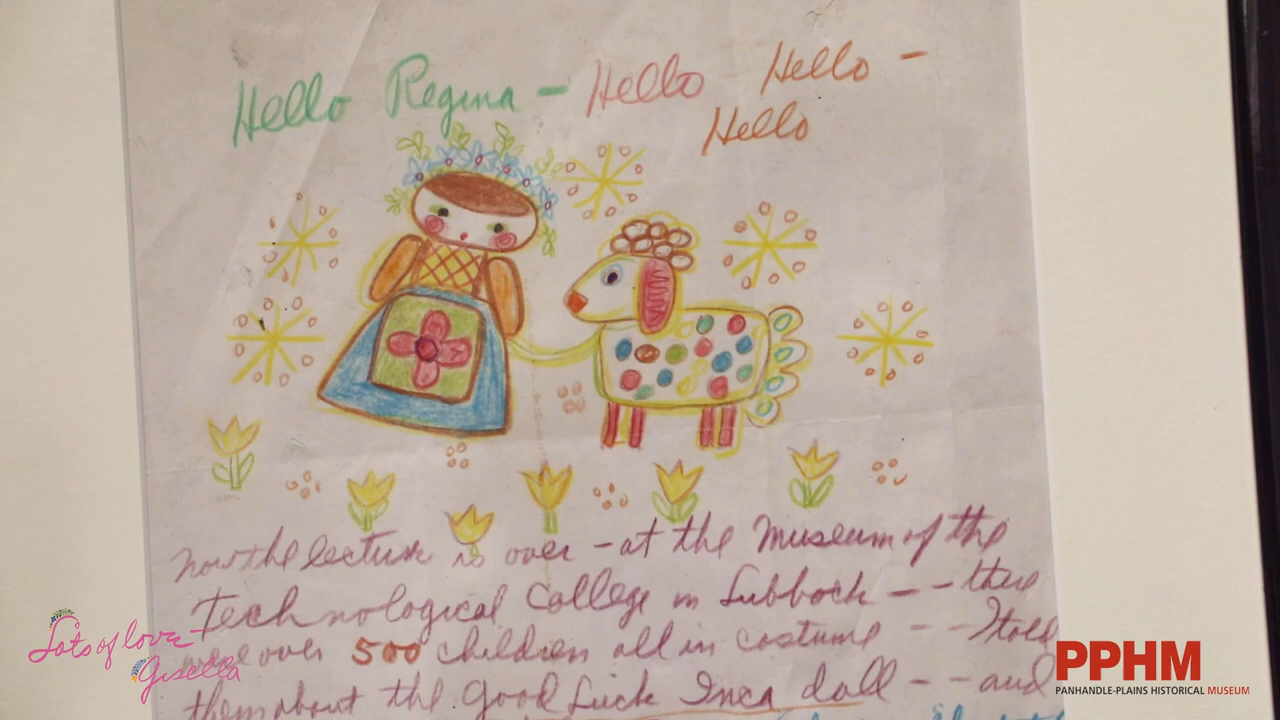 Hello Regina – Hello Hello –
Hello
now the lecture is over – at the museum of the
Technological College in Lubbock – – there
were over 500 children all in costume – – I told
them about the Good Luck Inca doll – – and
Lots of love –
Gisella
PPHM
PANHANDLE-PLAINS HISTORICAL MUSEUM